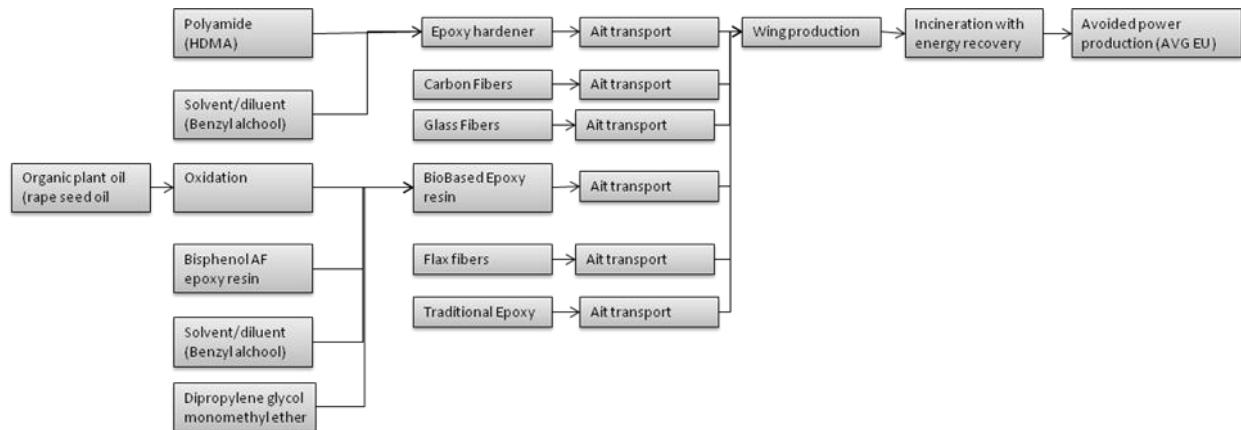 Polyamide
(HDMA)
Epoxy hardener
Ait transport
Wing production
Incineration with
energy recovery
Avoided power
production (AVG EU)
Solvent/diluent
(Benzyl alchool)
Carbon Fibers
Ait transport
Glass Fibers
Ait transport
Organic plant oil
(rape seed oil
Oxidation
BioBased Epoxy
resin
Ait transport
Bisphenol AF
epoxy resin
Flax fibers
Ait transport
Traditional Epoxy
Ait transport
Solvent/diluent
(Benzyl alchool)
Dipropylene glycol
monomethyl ether